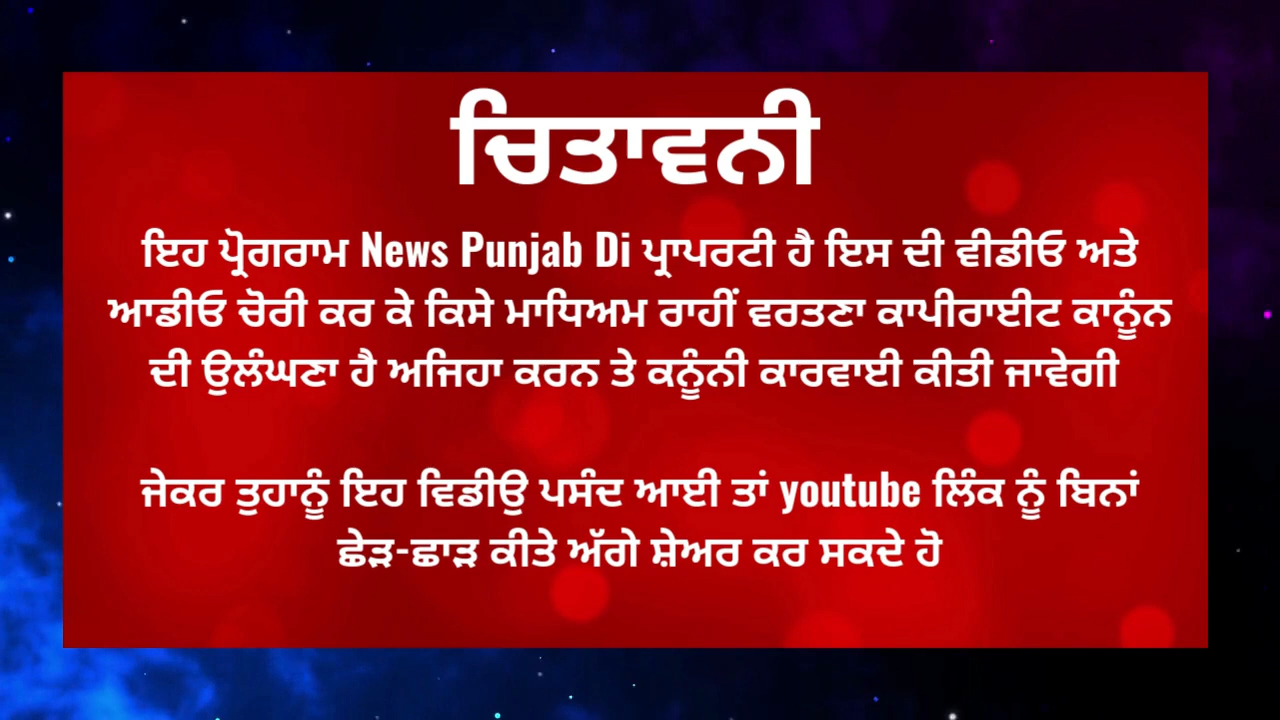 ਚਿਤਾਵਨੀ
ਇਹ ਪ੍ਰੋਗਰਾਮ News Punjab Di ਪ੍ਰਾਪਰਟੀ ਹੈ ਇਸ ਦੀ ਵੀਡੀਓ ਅਤੇ
ਆਡੀਓ ਚੋਰੀ ਕਰ ਕੇ ਕਿਸੇ ਮਾਧਿਅਮ ਰਾਹੀਂ ਵਰਤਣਾ ਕਾਪੀਰਾਈਟ ਕਾਨੂੰਨ
ਦੀ ਉਲੰਘਣਾ ਹੈ ਅਜਿਹਾ ਕਰਨ ਤੇ ਕਨੂੰਨੀ ਕਾਰਵਾਈ ਕੀਤੀ ਜਾਵੇਗੀ
ਜੇਕਰ ਤੁਹਾਨੂੰ ਇਹ ਵਿਡੀਉ ਪਸੰਦ ਆਈ ਤਾਂ youtube ਲਿੰਕ ਨੂੰ ਬਿਨਾਂ
ਛੇੜ-ਛਾੜ ਕੀਤੇ ਅੱਗੇ ਸ਼ੇਅਰ ਕਰ ਸਕਦੇ ਹੋ